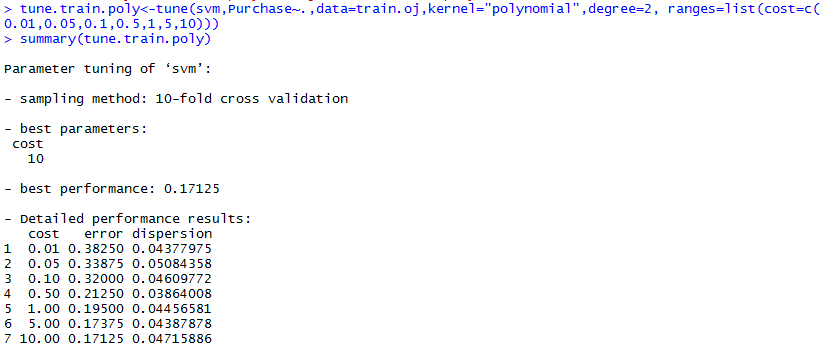 > tune.train.poly<-tune(svm,Purchase~.,data=train.oj,kernel="polynomial",degree=2, ranges=list(cost=c(
0.01,0.05,0.1,0.5,1,5,10)))
> summary(tune.train.poly)
Parameter tuning of ‘svm’:
- sampling method: 10-fold cross validation
- best parameters:
cost
10
- best performance: 0.17125
- Detailed performance results:
cost error dispersion
1 0.01 0.38250 0.04377975
2 0.05 0.33875 0.05084358
3 0.10 0.32000 0.04609772
4 0.50 0.21250 0.03864008
5 1.00 0.19500 0.04456581
6 5.00 0.17375 0.04387878
7 10.00 0.17125 0.04715886